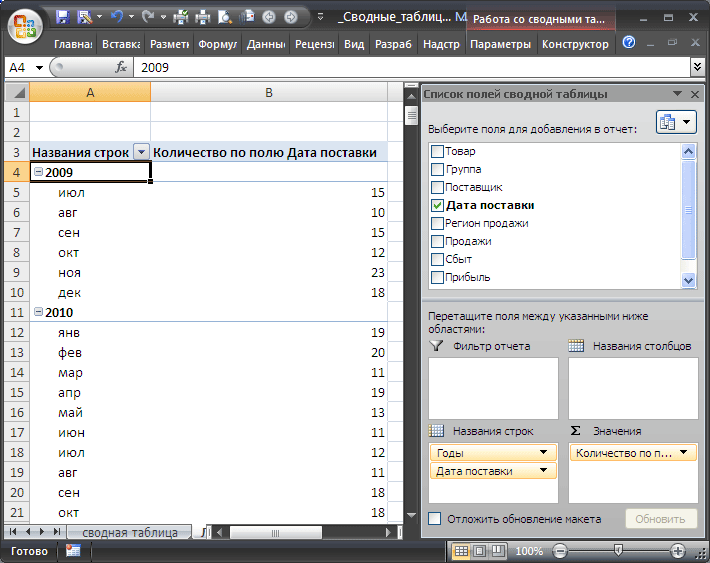 _Сводные_таблиц... М Работа со сводными та...
Главная Вставка Размети Формул Данны Рецензи Вид Разраб Надстр Параметры Конструктор
A4 fx 2009
A B
1
2
3 Названия строк Количество по полю Дата поставки
4 2009
5 июл 15
6 авг 10
7 сен 15
8 окт 12
9 ноя 23
10 дек 18
11 2010
12 янв 19
13 фев 20
14 мар 11
15 апр 19
16 май 13
17 июн 11
18 июл 12
19 авг 11
20 сен 18
21 окт 18
сводная таблица
Готово 100%
Список полей сводной таблицы
Выберите поля для добавления в отчет:
Товар
Группа
Поставщик
Дата поставки
Регион продажи
Продажи
Сбыт
Прибыль
Перетащите поля между указанными ниже
областями:
Фильтр отчета Названия столбцов
Названия строк Σ Значения
Годы Количество по п...
Дата поставки
Отложить обновление макета Обновить